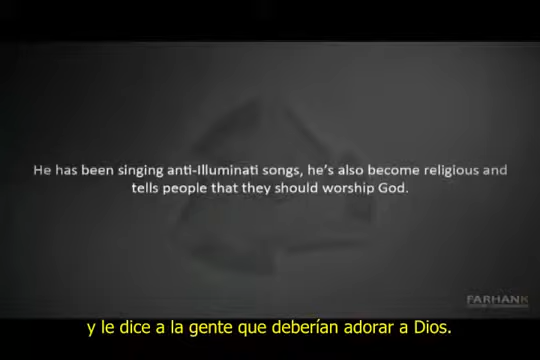 He has been singing anti-Illuminati songs, he's also become religious and
tells people that they should worship God.
FARHANK
y le dice a la gente que deberían adorar a Dios.